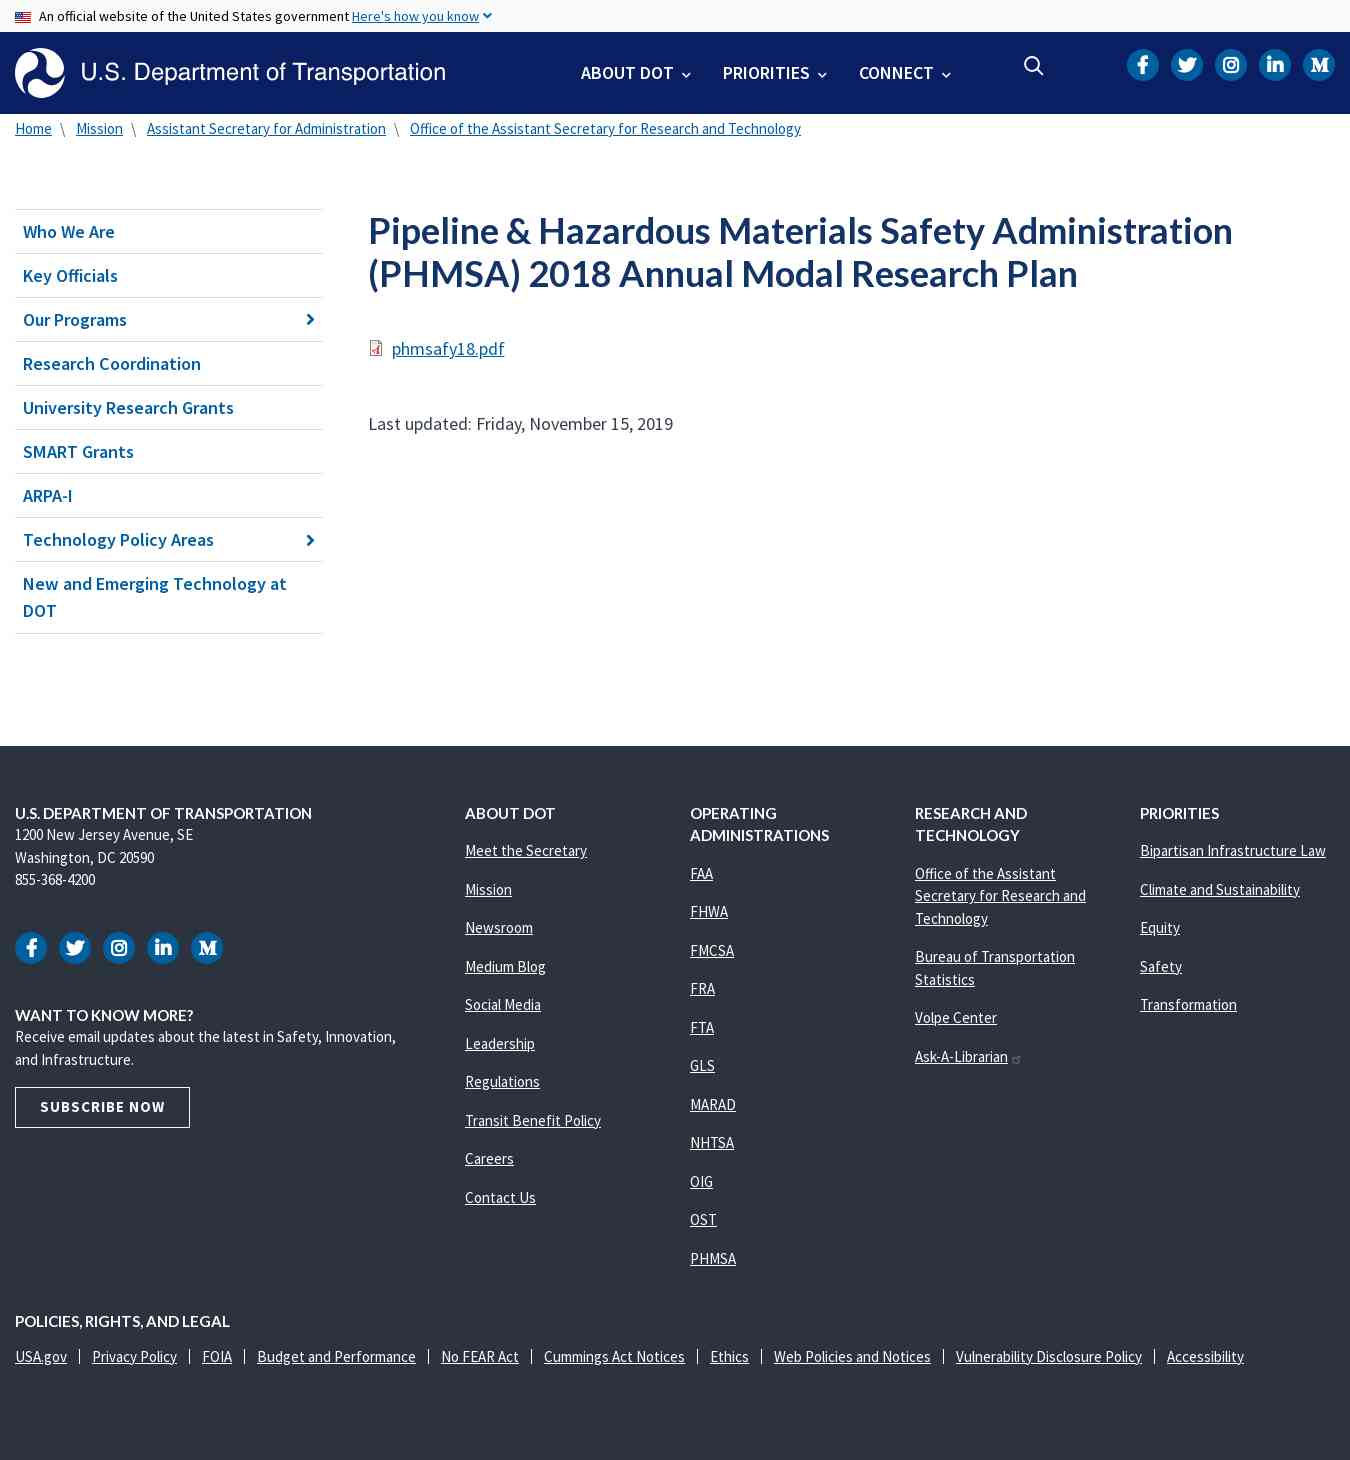 An official website of the United States government Here's how you know
U.S. Department of Transportation
ABOUT DOT
PRIORITIES
CONNECT
Home \ Mission \ Assistant Secretary for Administration \ Office of the Assistant Secretary for Research and Technology
Who We Are
Key Officials
Our Programs
Research Coordination
University Research Grants
SMART Grants
ARPA-I
Technology Policy Areas
New and Emerging Technology at
DOT
Pipeline & Hazardous Materials Safety Administration
(PHMSA) 2018 Annual Modal Research Plan
phmsafy18.pdf
Last updated: Friday, November 15, 2019
U.S. DEPARTMENT OF TRANSPORTATION
1200 New Jersey Avenue, SE
Washington, DC 20590
855-368-4200
WANT TO KNOW MORE?
Receive email updates about the latest in Safety, Innovation,
and Infrastructure.
SUBSCRIBE NOW
ABOUT DOT
Meet the Secretary
Mission
Newsroom
Medium Blog
Social Media
Leadership
Regulations
Transit Benefit Policy
Careers
Contact Us
OPERATING
ADMINISTRATIONS
FAA
FHWA
FMCSA
FRA
FTA
GLS
MARAD
NHTSA
OIG
OST
PHMSA
RESEARCH AND
TECHNOLOGY
Office of the Assistant
Secretary for Research and
Technology
Bureau of Transportation
Statistics
Volpe Center
Ask-A-Librarian
PRIORITIES
Bipartisan Infrastructure Law
Climate and Sustainability
Equity
Safety
Transformation
POLICIES, RIGHTS, AND LEGAL
USA.gov | Privacy Policy | FOIA | Budget and Performance | No FEAR Act | Cummings Act Notices | Ethics | Web Policies and Notices | Vulnerability Disclosure Policy | Accessibility